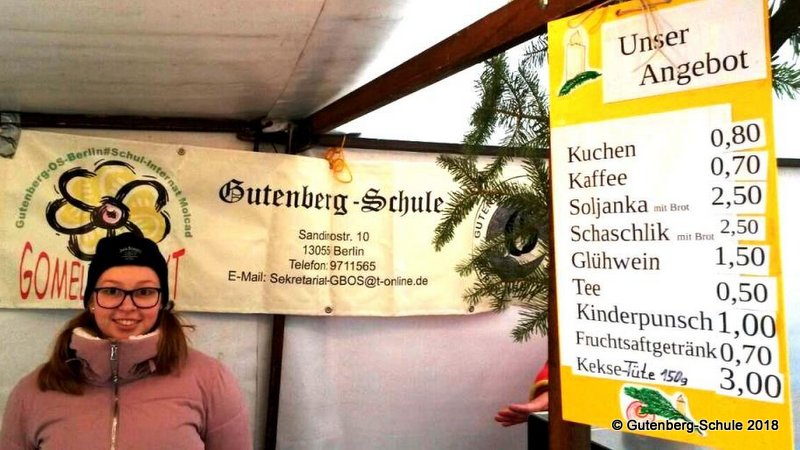 Gutenberg-OS-Berlin#Schul-Internat Molcad
GOMEL
Gutenberg-Schule
Sandinostr. 10
13055 Berlin
Telefon: 9711565
E-Mail: Sekretariat-GBOS@t-online.de
Unser
Angebot
Kuchen 0,80
Kaffee 0,70
Soljanka mit Brot 2,50
Schaschlik mit Brot 2,50
Glühwein 1,50
Tee 0,50
Kinderpunsch 1,00
Fruchtsaftgetränk 0,70
Kekse-Tüte 150g 3,00
© Gutenberg-Schule 2018